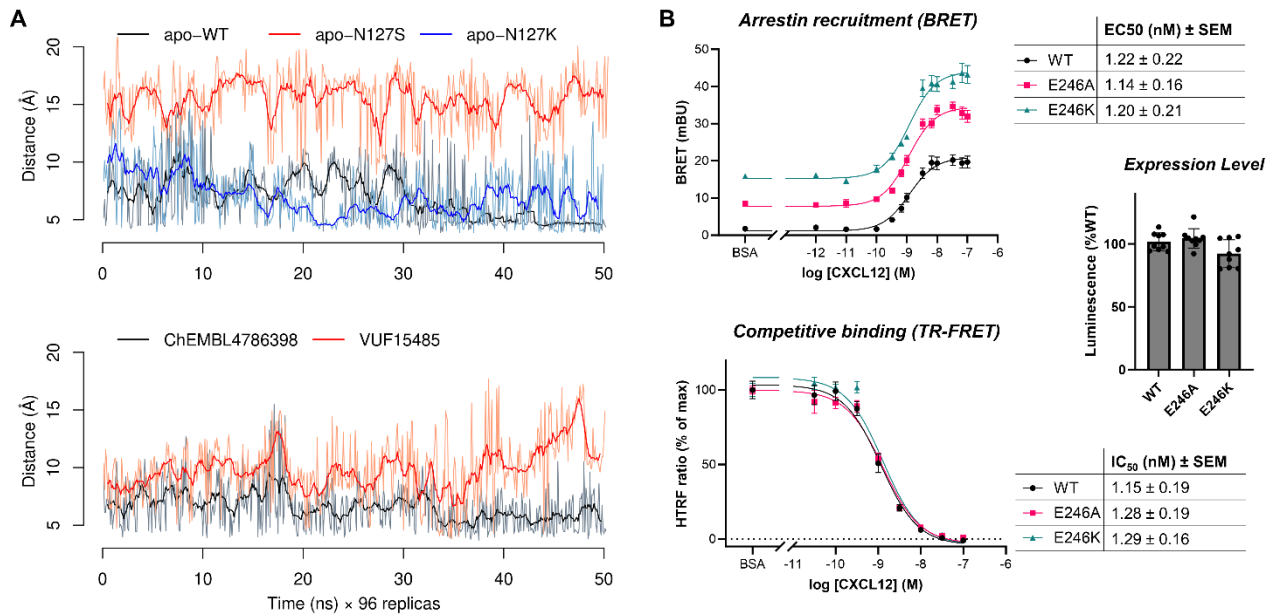 A
apo−WT
apo−N127S
apo−N127K
Distance (Å)
20
15
10
5
0
10
20
30
40
50
ChEMBL4786398
VUF15485
Distance (Å)
20
15
10
5
0
10
20
30
40
50
Time (ns) × 96 replicas
B
Arrestin recruitment (BRET)
BRET (mBU)
50
40
30
20
10
0
BSA
-12
-11
-10
-9
-8
-7
-6
log [CXCL12] (M)
EC50 (nM) ± SEM
WT
1.22 ± 0.22
E246A
1.14 ± 0.16
E246K
1.20 ± 0.21
Expression Level
Luminescence (%WT)
100
50
0
WT
E246A
E246K
Competitive binding (TR-FRET)
HTRF ratio (% of max)
100
50
0
BSA
-11
-10
-9
-8
-7
-6
log [CXCL12] (M)
IC50 (nM) ± SEM
WT
1.15 ± 0.19
E246A
1.28 ± 0.19
E246K
1.29 ± 0.16